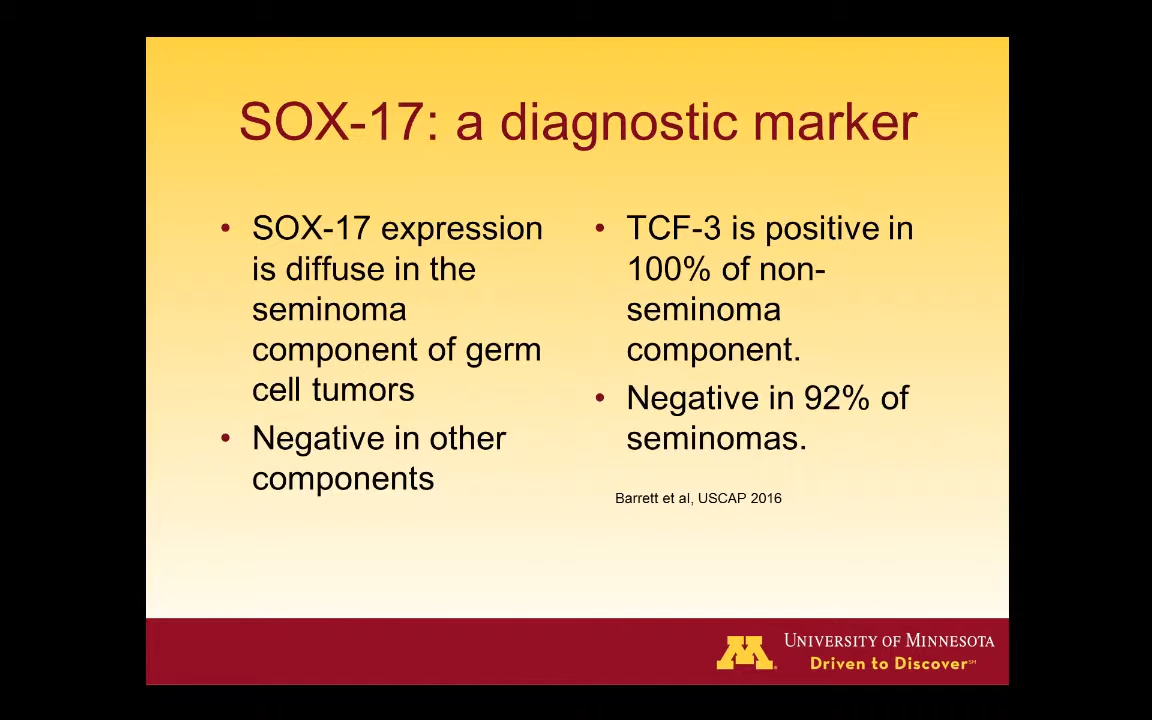 SOX-17: a diagnostic marker
• SOX-17 expression
is diffuse in the
seminoma
component of germ
cell tumors
• Negative in other
components
• TCF-3 is positive in
100% of non-
seminoma
component.
• Negative in 92% of
seminomas.
Barrett et al, USCAP 2016
M
UNIVERSITY OF MINNESOTA
Driven to Discover℠